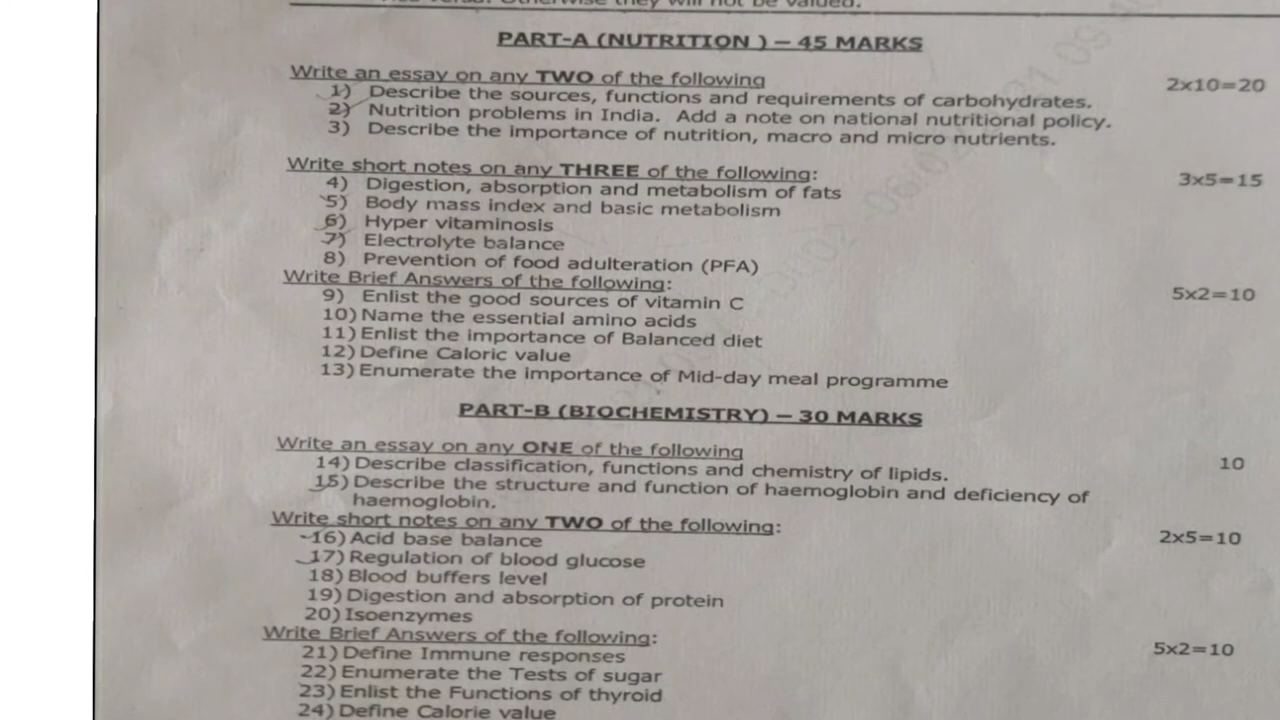 they will not be valued.
PART-A (NUTRITION ) – 45 MARKS
Write an essay on any TWO of the following 2x10=20
1) Describe the sources, functions and requirements of carbohydrates.
2) Nutrition problems in India. Add a note on national nutritional policy.
3) Describe the importance of nutrition, macro and micro nutrients.
Write short notes on any THREE of the following: 3x5=15
4) Digestion, absorption and metabolism of fats
5) Body mass index and basic metabolism
6) Hyper vitaminosis
7) Electrolyte balance
8) Prevention of food adulteration (PFA)
Write Brief Answers of the following: 5x2=10
9) Enlist the good sources of vitamin C
10) Name the essential amino acids
11) Enlist the importance of Balanced diet
12) Define Caloric value
13) Enumerate the importance of Mid-day meal programme
PART-B (BIOCHEMISTRY) – 30 MARKS
Write an essay on any ONE of the following 10
14) Describe classification, functions and chemistry of lipids.
15) Describe the structure and function of haemoglobin and deficiency of
haemoglobin.
Write short notes on any TWO of the following: 2x5=10
16) Acid base balance
17) Regulation of blood glucose
18) Blood buffers level
19) Digestion and absorption of protein
20) Isoenzymes
Write Brief Answers of the following: 5x2=10
21) Define Immune responses
22) Enumerate the Tests of sugar
23) Enlist the Functions of thyroid
24) Define Calorie value